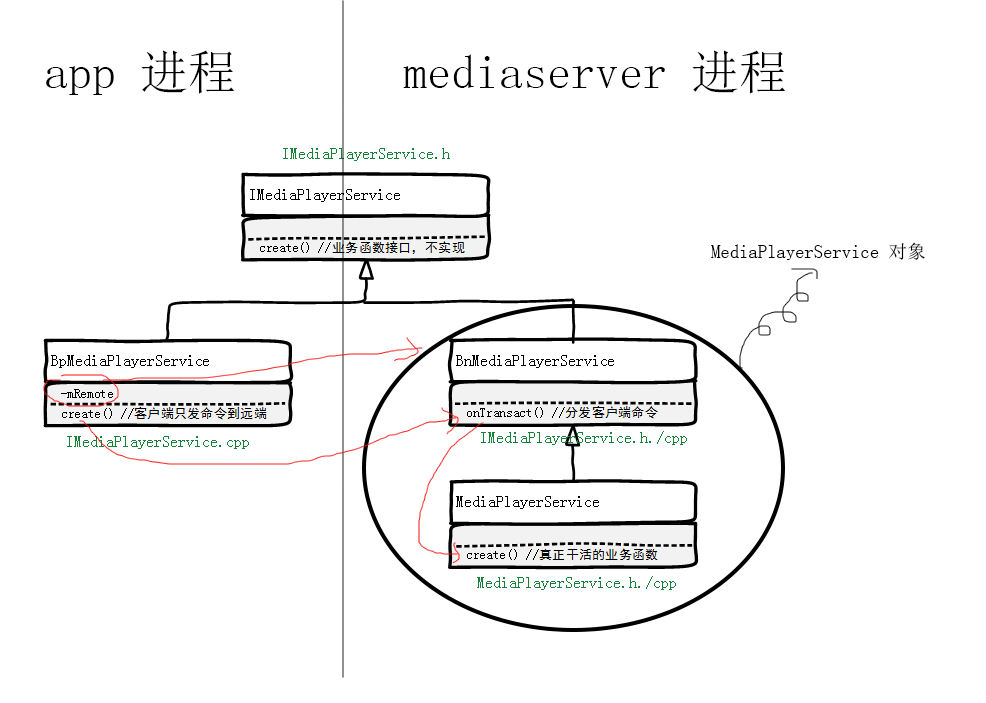 app 进程
mediaserver 进程
IMediaPlayerService.h
IMediaPlayerService
create() //业务函数接口，不实现
MediaPlayerService 对象
BpMediaPlayerService
-mRemote
create() //客户端只发命令到远端
IMediaPlayerService.cpp
BnMediaPlayerService
onTransact() //分发客户端命令
IMediaPlayerService.h./cpp
MediaPlayerService
create() //真正干活的业务函数
MediaPlayerService.h./cpp